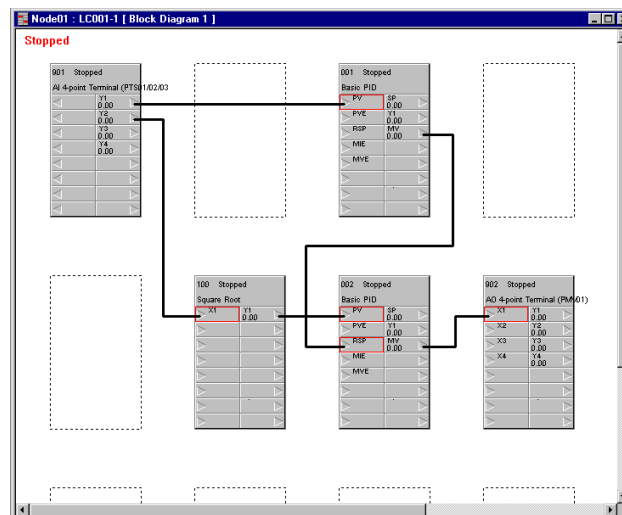 Node01 : LC001-1 [ Block Diagram 1 ]
Stopped
901 Stopped
AI 4-point Terminal (PTS01/02/03
Y1
0.00
Y2
0.00
Y3
0.00
Y4
0.00
001 Stopped
Basic PID
PV SP
0.00
PVE Y1
0.00
RSP MV
0.00
MIE
MVE
100 Stopped
Square Root
X1 Y1
0.00
002 Stopped
Basic PID
PV SP
0.00
PVE Y1
0.00
RSP MV
0.00
MIE
MVE
902 Stopped
X1 Y1
0.00
X2 Y2
0.00
X3 Y3
0.00
X4 Y4
0.00
AO 4-point Terminal